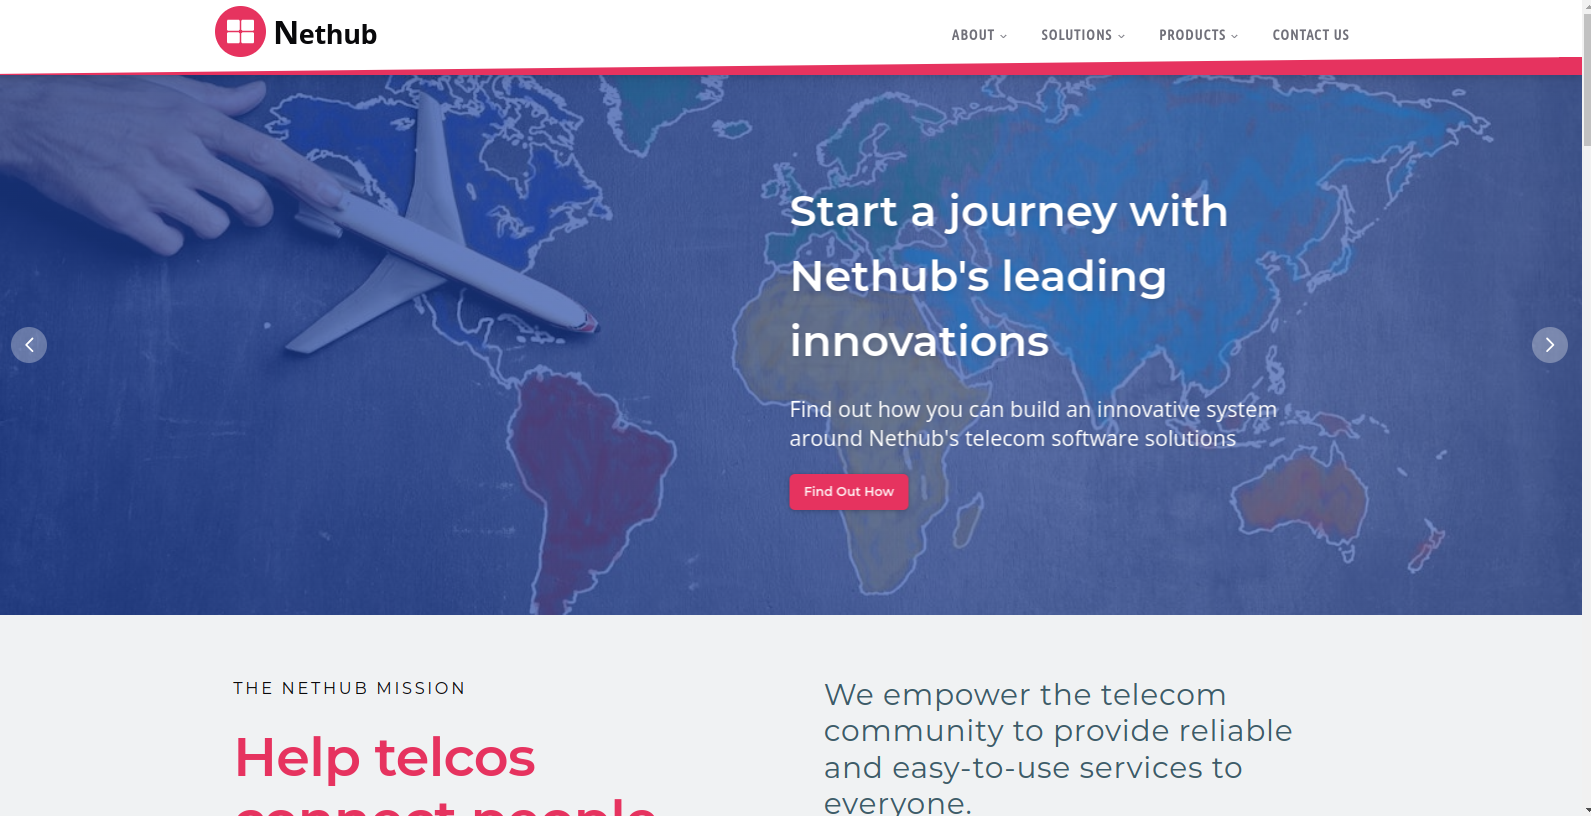 Nethub
ABOUT
SOLUTIONS
PRODUCTS
CONTACT US
Start a journey with
Nethub's leading
innovations
Find out how you can build an innovative system
around Nethub's telecom software solutions
Find Out How
THE NETHUB MISSION
Help telcos
connect people
We empower the telecom
community to provide reliable
and easy-to-use services to
everyone.